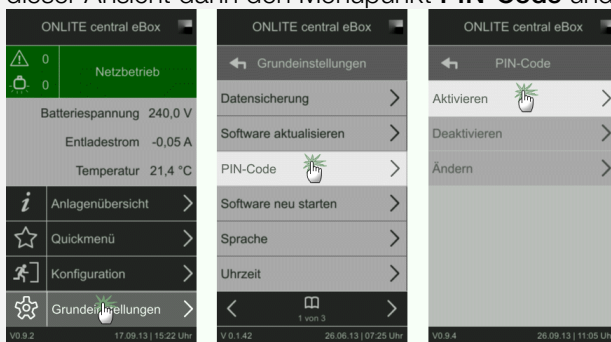 dieser Ansicht dann den Menüpunkt PIN-Code und
ONLITE central eBox
0
0
Netzbetrieb
Batteriespannung 240,0 V
Entladestrom -0,05 A
Temperatur 21,4 °C
Anlagenübersicht
Quickmenü
Konfiguration
Grundeinstellungen
V0.9.2 17.09.13 | 15:22 Uhr
ONLITE central eBox
Grundeinstellungen
Datensicherung
Software aktualisieren
PIN-Code
Software neu starten
Sprache
Uhrzeit
1 von 3
V 0.1.42 26.06.13 | 07:25 Uhr
ONLITE central eBox
PIN-Code
Aktivieren
Deaktivieren
Ändern
V0.9.4 26.09.13 | 11:05 Uhr